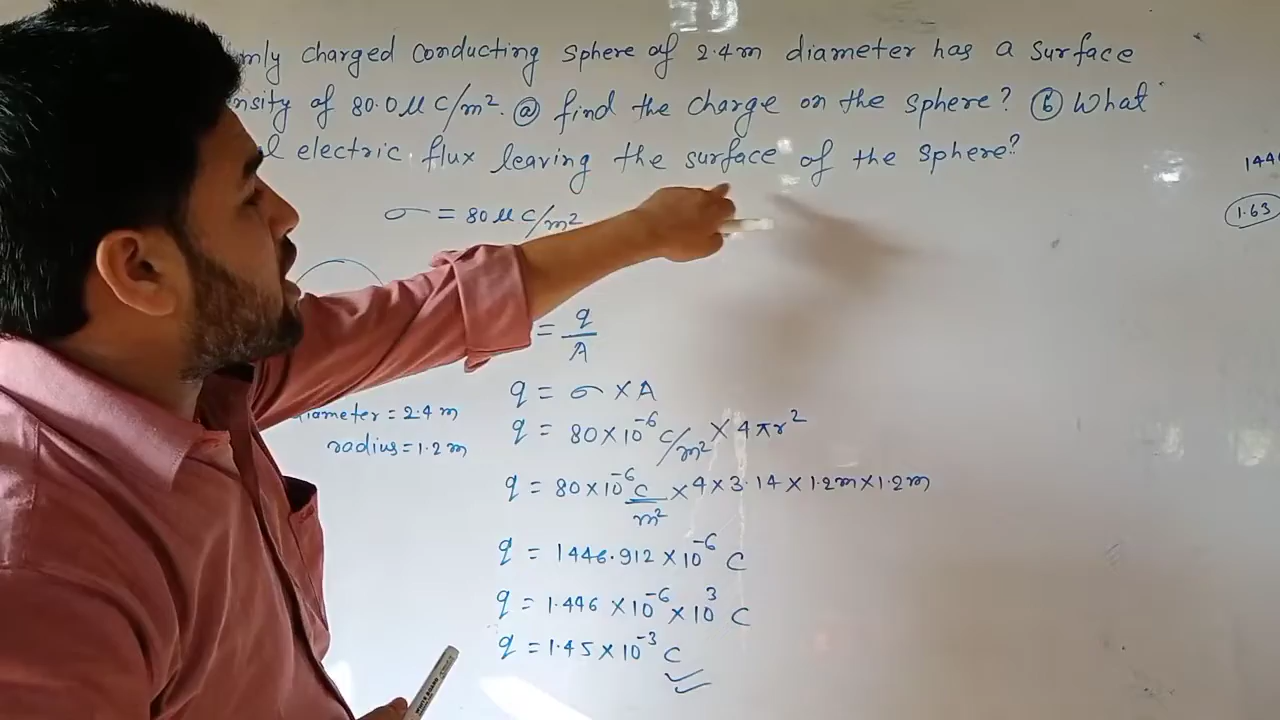 mly charged conducting sphere of 2.4m diameter has a surface
nsity of 80.0 μ C/m². ⓐ find the charge on the sphere? ⓑ What
l electric flux leaving the surface of the sphere?
σ = 80 μ C/m²
= q/A
q = σ × A
diameter = 2.4 m
radius = 1.2 m
q = 80×10⁻⁶ C/m² × 4πr²
q = 80×10⁻⁶ C/m² × 4×3.14×1.2m×1.2m
q = 1446.912×10⁻⁶ C
q = 1.446 ×10⁻⁶×10³ C
q = 1.45×10⁻³ C
144
1.63